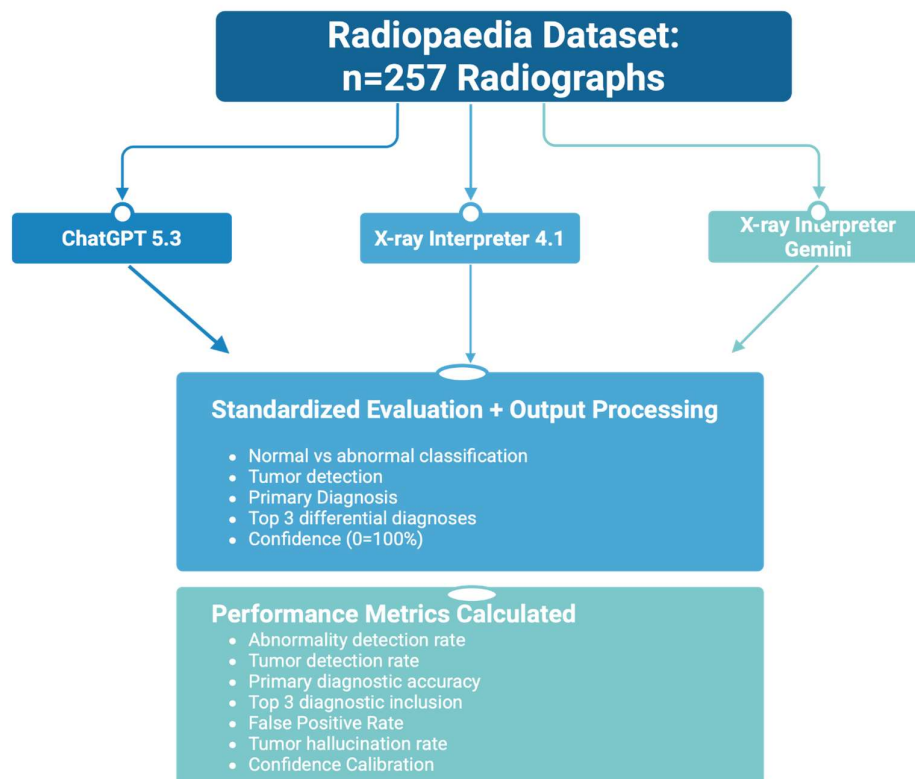 Radiopaedia Dataset:
n=257 Radiographs
ChatGPT 5.3
X-ray Interpreter 4.1
X-ray Interpreter
Gemini
Standardized Evaluation + Output Processing
• Normal vs abnormal classification
• Tumor detection
• Primary Diagnosis
• Top 3 differential diagnoses
• Confidence (0=100%)
Performance Metrics Calculated
• Abnormality detection rate
• Tumor detection rate
• Primary diagnostic accuracy
• Top 3 diagnostic inclusion
• False Positive Rate
• Tumor hallucination rate
• Confidence Calibration